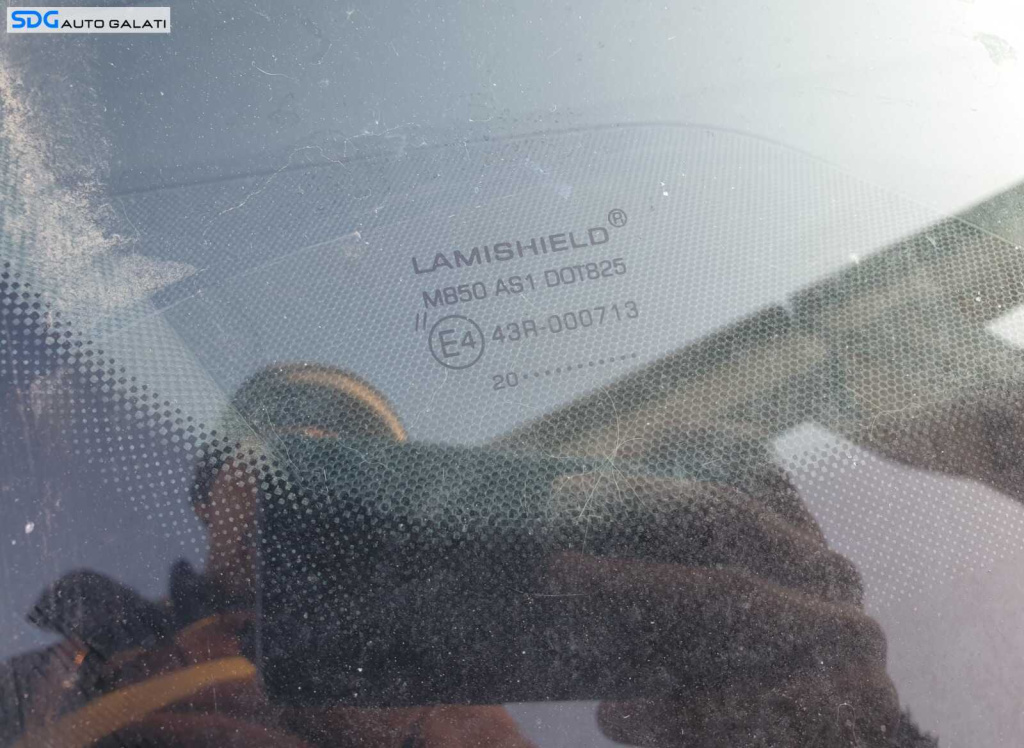 SDG AUTO GALATI
LAMISHIELD®
M850 AS1 DOT825
// E4 43R-000713
20···········